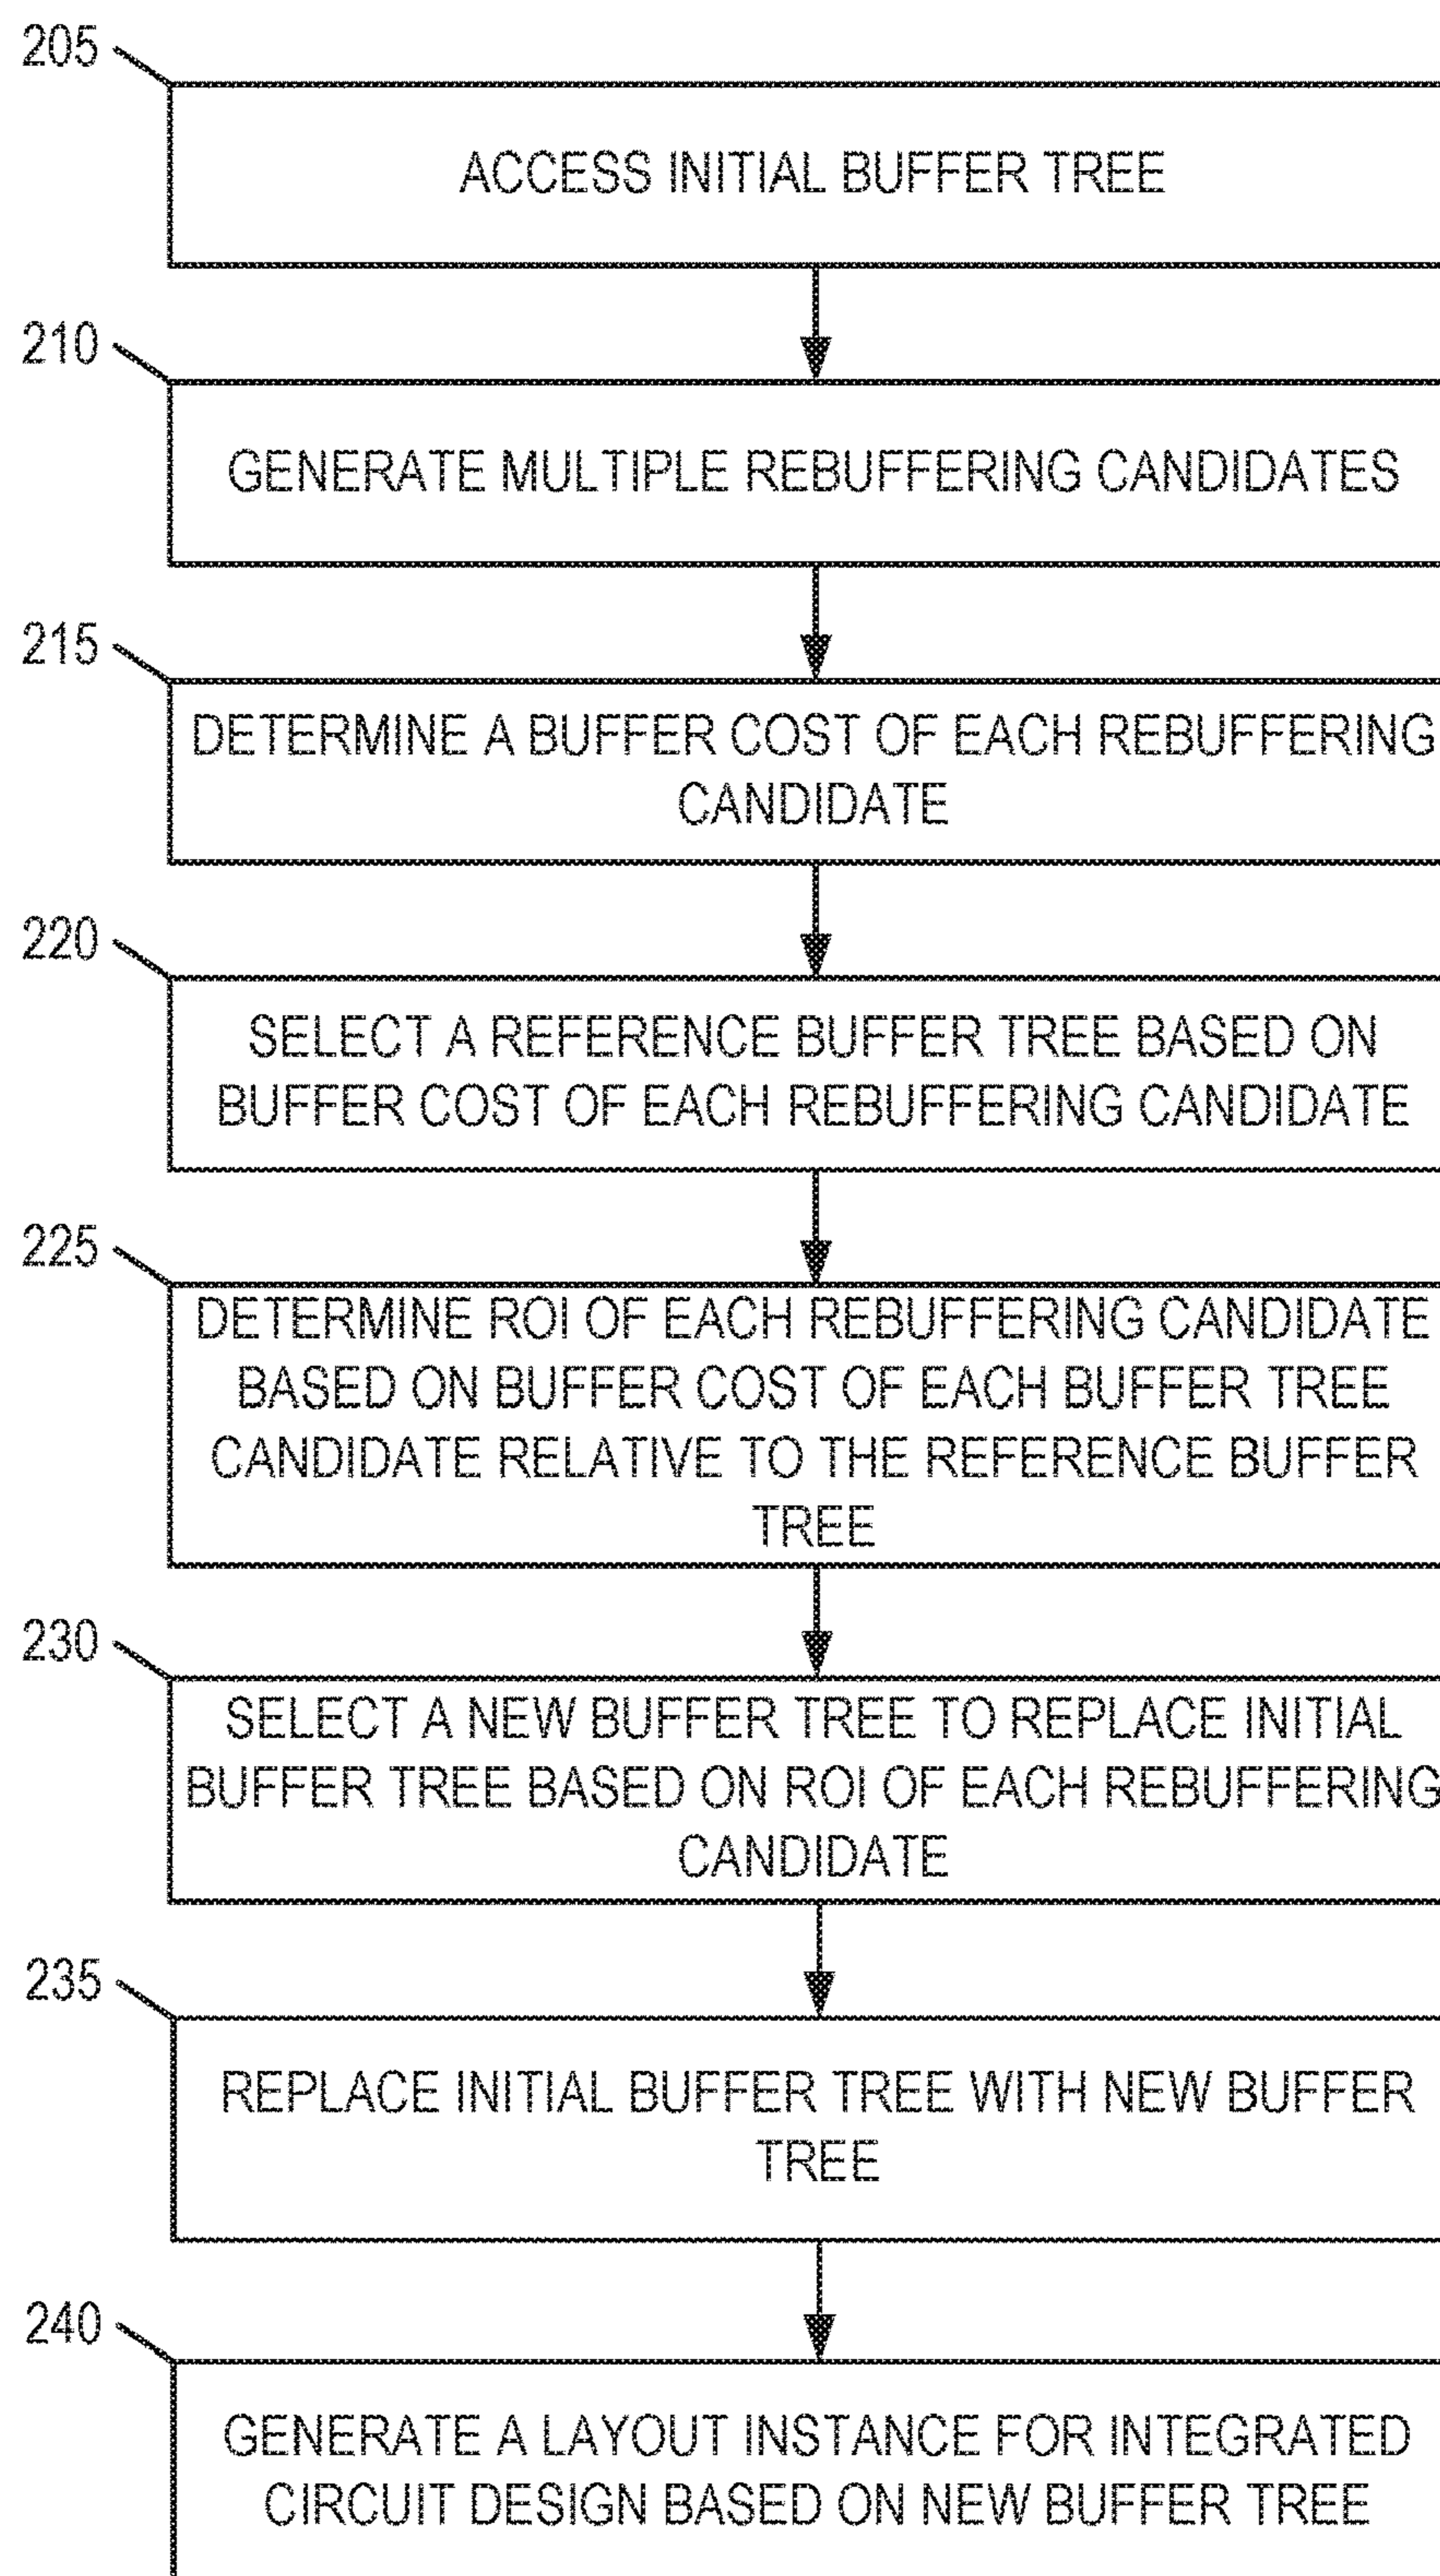 205
ACCESS INITIAL BUFFER TREE
210
GENERATE MULTIPLE REBUFFERING CANDIDATES
215
DETERMINE A BUFFER COST OF EACH REBUFFERING
CANDIDATE
220
SELECT A REFERENCE BUFFER TREE BASED ON
BUFFER COST OF EACH REBUFFERING CANDIDATE
225
DETERMINE ROI OF EACH REBUFFERING CANDIDATE
BASED ON BUFFER COST OF EACH BUFFER TREE
CANDIDATE RELATIVE TO THE REFERENCE BUFFER
TREE
230
SELECT A NEW BUFFER TREE TO REPLACE INITIAL
BUFFER TREE BASED ON ROI OF EACH REBUFFERING
CANDIDATE
235
REPLACE INITIAL BUFFER TREE WITH NEW BUFFER
TREE
240
GENERATE A LAYOUT INSTANCE FOR INTEGRATED
CIRCUIT DESIGN BASED ON NEW BUFFER TREE